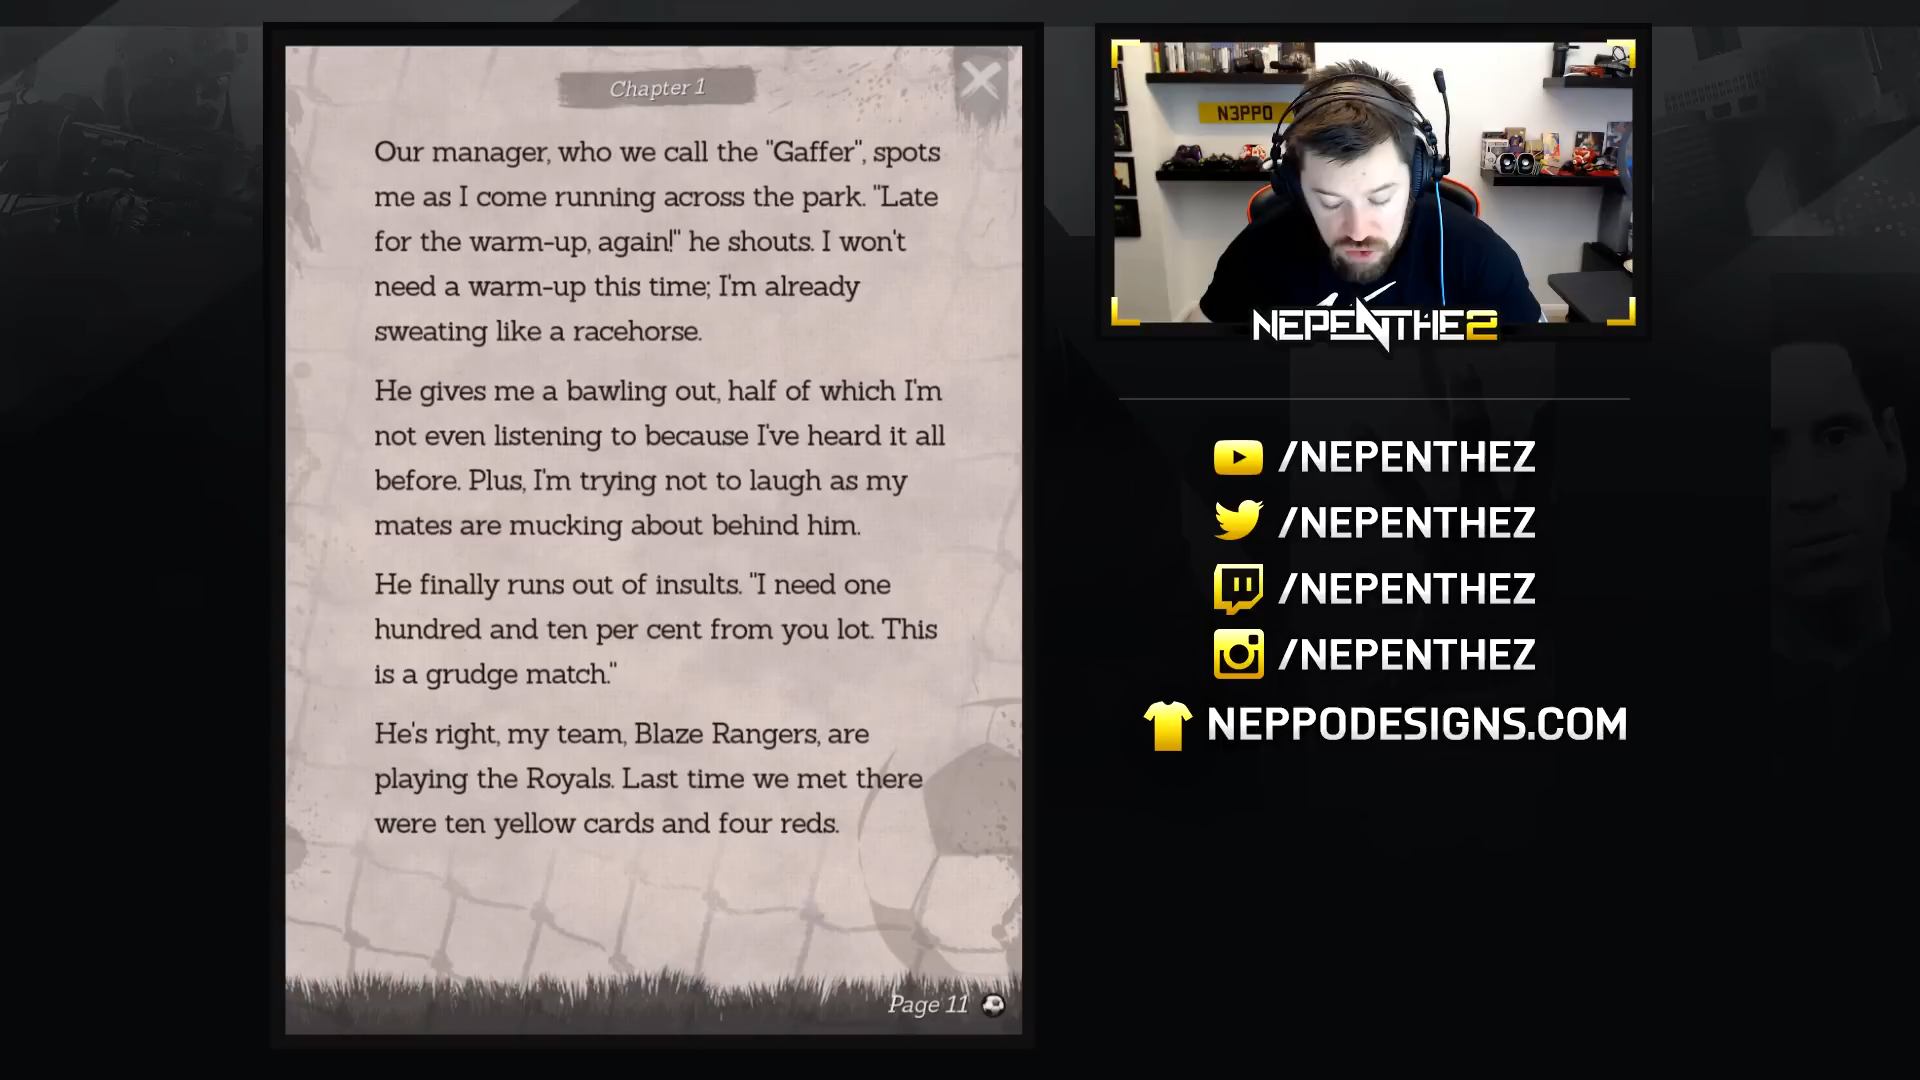 Chapter 1
Our manager, who we call the "Gaffer", spots
me as I come running across the park. "Late
for the warm-up, again!" he shouts. I won't
need a warm-up this time; I'm already
sweating like a racehorse.
He gives me a bawling out, half of which I'm
not even listening to because I've heard it all
before. Plus, I'm trying not to laugh as my
mates are mucking about behind him.
He finally runs out of insults. "I need one
hundred and ten per cent from you lot. This
is a grudge match."
He's right, my team, Blaze Rangers, are
playing the Royals. Last time we met there
were ten yellow cards and four reds.
Page 11
N3PPO
NEPENTHEZ
/NEPENTHEZ
/NEPENTHEZ
/NEPENTHEZ
/NEPENTHEZ
NEPPODESIGNS.COM